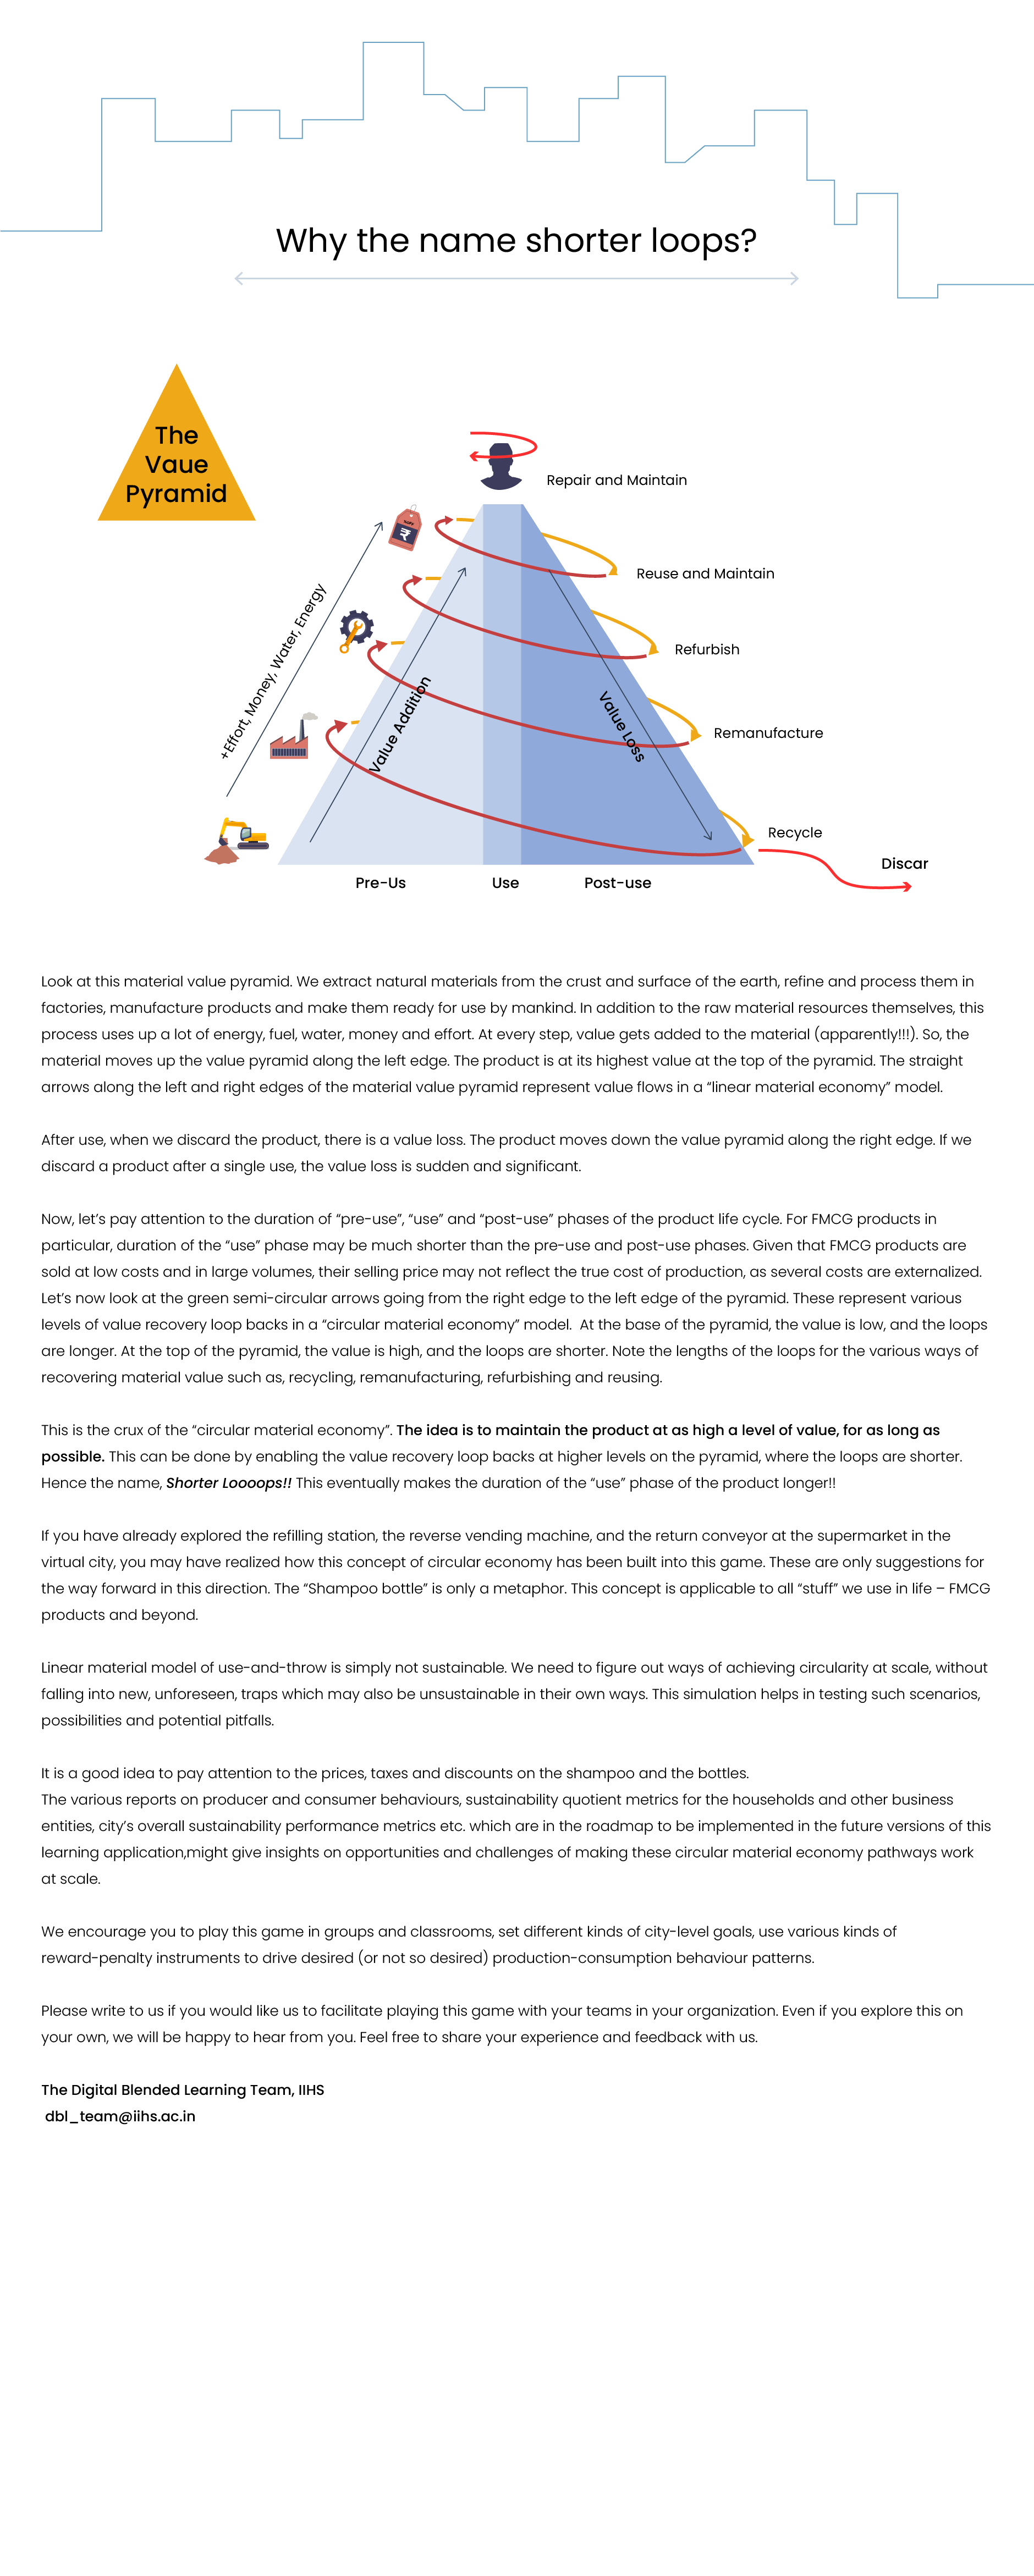 Why the name shorter loops?
The
Vaue
Pyramid
Repair and Maintain
Reuse and Maintain
Refurbish
Remanufacture
Recycle
Discar
+Effort, Money, Water, Energy
Value Addition
Value Loss
Pre-Us
Use
Post-use
Look at this material value pyramid. We extract natural materials from the crust and surface of the earth, refine and process them in
factories, manufacture products and make them ready for use by mankind. In addition to the raw material resources themselves, this
process uses up a lot of energy, fuel, water, money and effort. At every step, value gets added to the material (apparently!!!). So, the
material moves up the value pyramid along the left edge. The product is at its highest value at the top of the pyramid. The straight
arrows along the left and right edges of the material value pyramid represent value flows in a “linear material economy” model.
After use, when we discard the product, there is a value loss. The product moves down the value pyramid along the right edge. If we
discard a product after a single use, the value loss is sudden and significant.
Now, let’s pay attention to the duration of “pre-use”, “use” and “post-use” phases of the product life cycle. For FMCG products in
particular, duration of the “use” phase may be much shorter than the pre-use and post-use phases. Given that FMCG products are
sold at low costs and in large volumes, their selling price may not reflect the true cost of production, as several costs are externalized.
Let’s now look at the green semi-circular arrows going from the right edge to the left edge of the pyramid. These represent various
levels of value recovery loop backs in a “circular material economy” model.  At the base of the pyramid, the value is low, and the loops
are longer. At the top of the pyramid, the value is high, and the loops are shorter. Note the lengths of the loops for the various ways of
recovering material value such as, recycling, remanufacturing, refurbishing and reusing.
This is the crux of the “circular material economy”. The idea is to maintain the product at as high a level of value, for as long as
possible. This can be done by enabling the value recovery loop backs at higher levels on the pyramid, where the loops are shorter.
Hence the name, Shorter Loooops!! This eventually makes the duration of the “use” phase of the product longer!!
If you have already explored the refilling station, the reverse vending machine, and the return conveyor at the supermarket in the
virtual city, you may have realized how this concept of circular economy has been built into this game. These are only suggestions for
the way forward in this direction. The “Shampoo bottle” is only a metaphor. This concept is applicable to all “stuff” we use in life – FMCG
products and beyond.
Linear material model of use-and-throw is simply not sustainable. We need to figure out ways of achieving circularity at scale, without
falling into new, unforeseen, traps which may also be unsustainable in their own ways. This simulation helps in testing such scenarios,
possibilities and potential pitfalls.
It is a good idea to pay attention to the prices, taxes and discounts on the shampoo and the bottles.
The various reports on producer and consumer behaviours, sustainability quotient metrics for the households and other business
entities, city’s overall sustainability performance metrics etc. which are in the roadmap to be implemented in the future versions of this
learning application,might give insights on opportunities and challenges of making these circular material economy pathways work
at scale.
We encourage you to play this game in groups and classrooms, set different kinds of city-level goals, use various kinds of
reward-penalty instruments to drive desired (or not so desired) production-consumption behaviour patterns.
Please write to us if you would like us to facilitate playing this game with your teams in your organization. Even if you explore this on
your own, we will be happy to hear from you. Feel free to share your experience and feedback with us.
The Digital Blended Learning Team, IIHS
dbl_team@iihs.ac.in